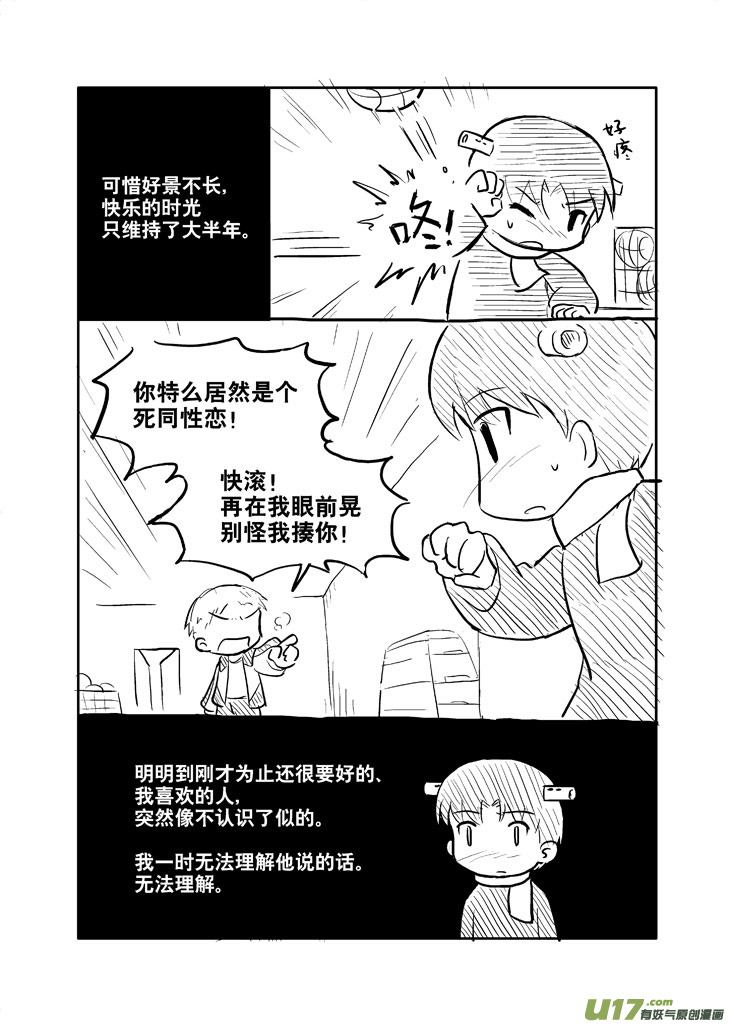 可惜好景不长，
快乐的时光
只维持了大半年。
好疼
咚！
你特么居然是个
死同性恋！
快滚！
再在我眼前晃
别怪我揍你！
明明到刚才为止还很要好的、
我喜欢的人，
突然像不认识了似的。
我一时无法理解他说的话。
无法理解。
U17.com
有妖气原创漫画